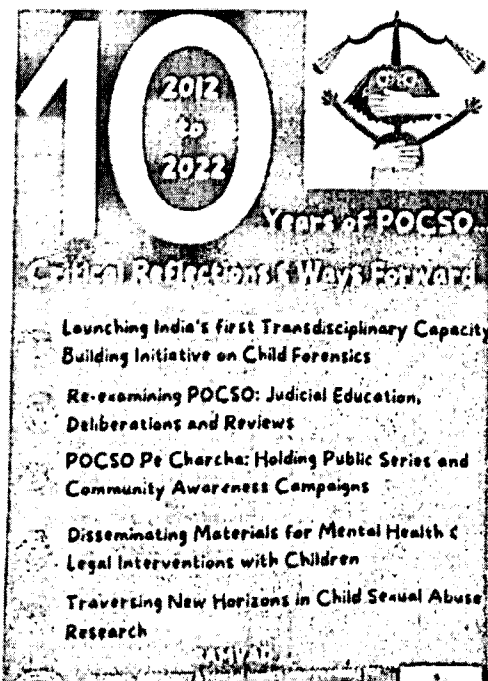 10
2012
to
2022
Years of POCSO..
Critical Reflections & Ways Forward..
Launching India's first Transdisciplinary Capacity
Building Initiative on Child Forensics
Re-examining POCSO: Judicial Education,
Deliberations and Reviews
POCSO Pe Charcha: Holding Public Series and
Community Awareness Campaigns
Disseminating Materials for Mental Health &
Legal Interventions with Children
Traversing New Horizons in Child Sexual Abuse
Research
SAMVAD